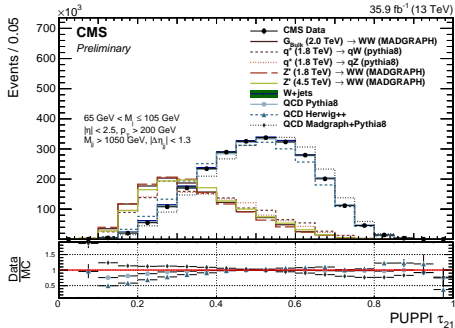 ×10³
35.9 fb⁻¹ (13 TeV)
Events / 0.05
700
600
500
400
300
200
100
CMS
Preliminary
65 GeV < Mⱼ ≤ 105 GeV
|η| < 2.5, p_T > 200 GeV
M_jj > 1050 GeV, |Δη_jj| < 1.3
CMS Data
G_Bulk (2.0 TeV) → WW (MADGRAPH)
q* (1.8 TeV) → qW (pythia8)
q* (1.8 TeV) → qZ (pythia8)
Z' (1.8 TeV) → WW (MADGRAPH)
Z' (4.5 TeV) → WW (MADGRAPH)
W+jets
QCD Pythia8
QCD Herwig++
QCD Madgraph+Pythia8
Data
MC
1.5
1
0.5
0 0.2 0.4 0.6 0.8 1
PUPPI τ₂₁